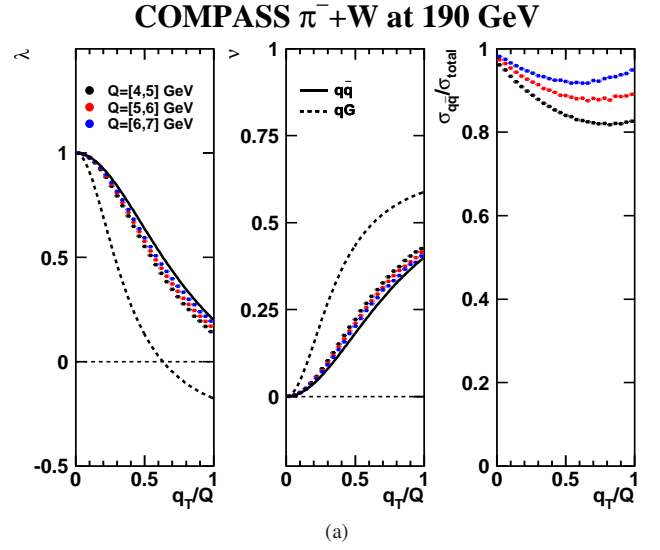 COMPASS π⁻+W at 190 GeV
λ
Q=[4,5] GeV
Q=[5,6] GeV
Q=[6,7] GeV
1
0.5
0
-0.5
0 0.5 1
q_T/Q
ν
qq̄
qG
0.75
0.5
0.25
0
0 0.5 1
q_T/Q
σ_qq̄/σ_total
1
0.8
0.6
0.4
0.2
0
0 0.5 1
q_T/Q
(a)